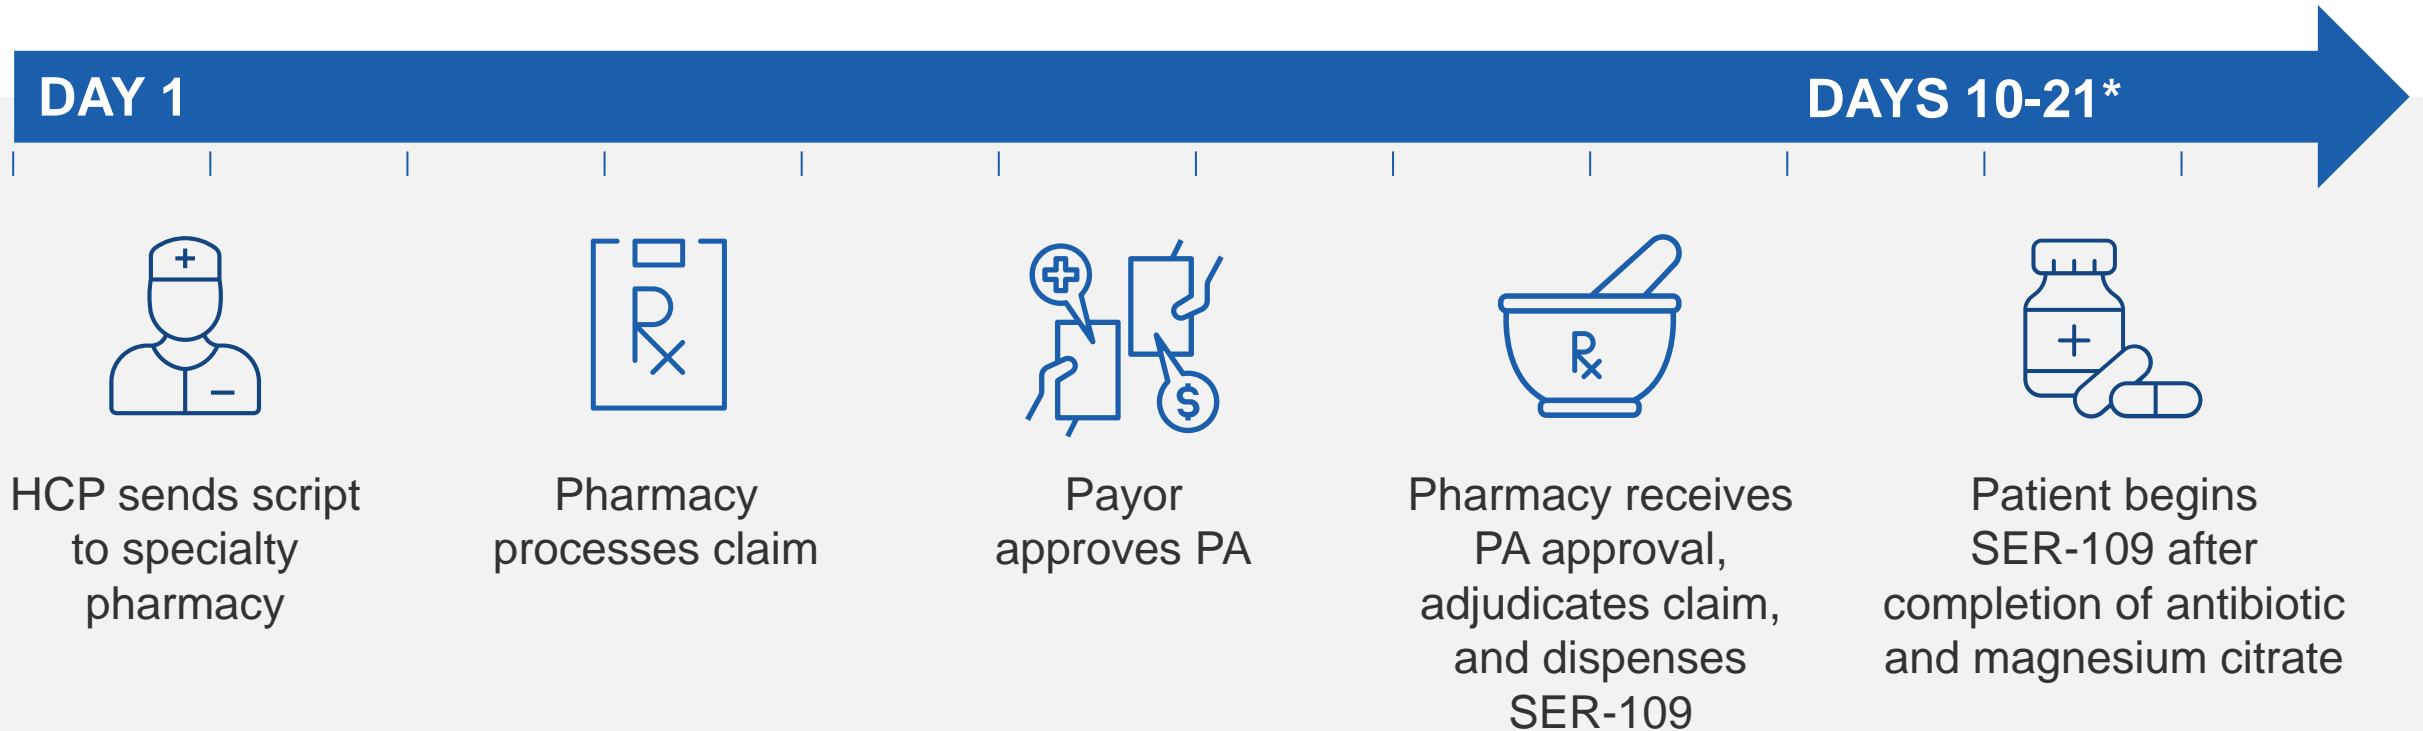 DAY 1
DAYS 10-21*
Rx
$
Rx
HCP sends script
to specialty
pharmacy
Pharmacy
processes claim
Payor
approves PA
Pharmacy receives
PA approval,
adjudicates claim,
and dispenses
SER-109
Patient begins
SER-109 after
completion of antibiotic
and magnesium citrate